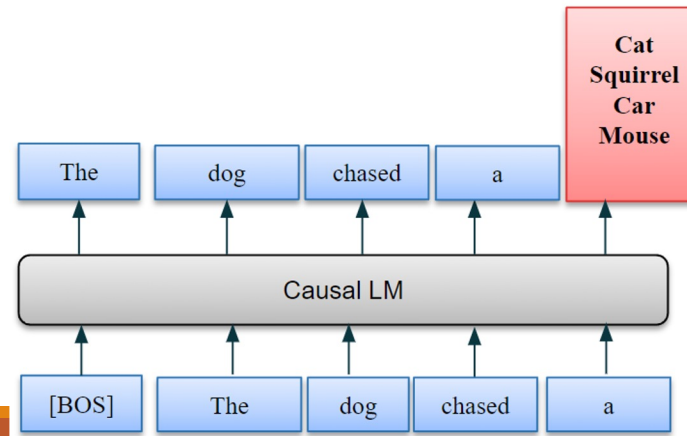 Cat
Squirrel
Car
Mouse
The dog chased a
Causal LM
[BOS] The dog chased a